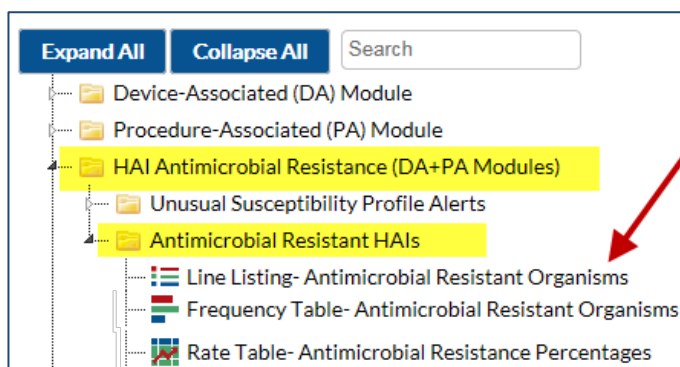 Expand All Collapse All Search
Device-Associated (DA) Module
Procedure-Associated (PA) Module
HAI Antimicrobial Resistance (DA+PA Modules)
Unusual Susceptibility Profile Alerts
Antimicrobial Resistant HAIs
Line Listing- Antimicrobial Resistant Organisms
Frequency Table- Antimicrobial Resistant Organisms
Rate Table- Antimicrobial Resistance Percentages